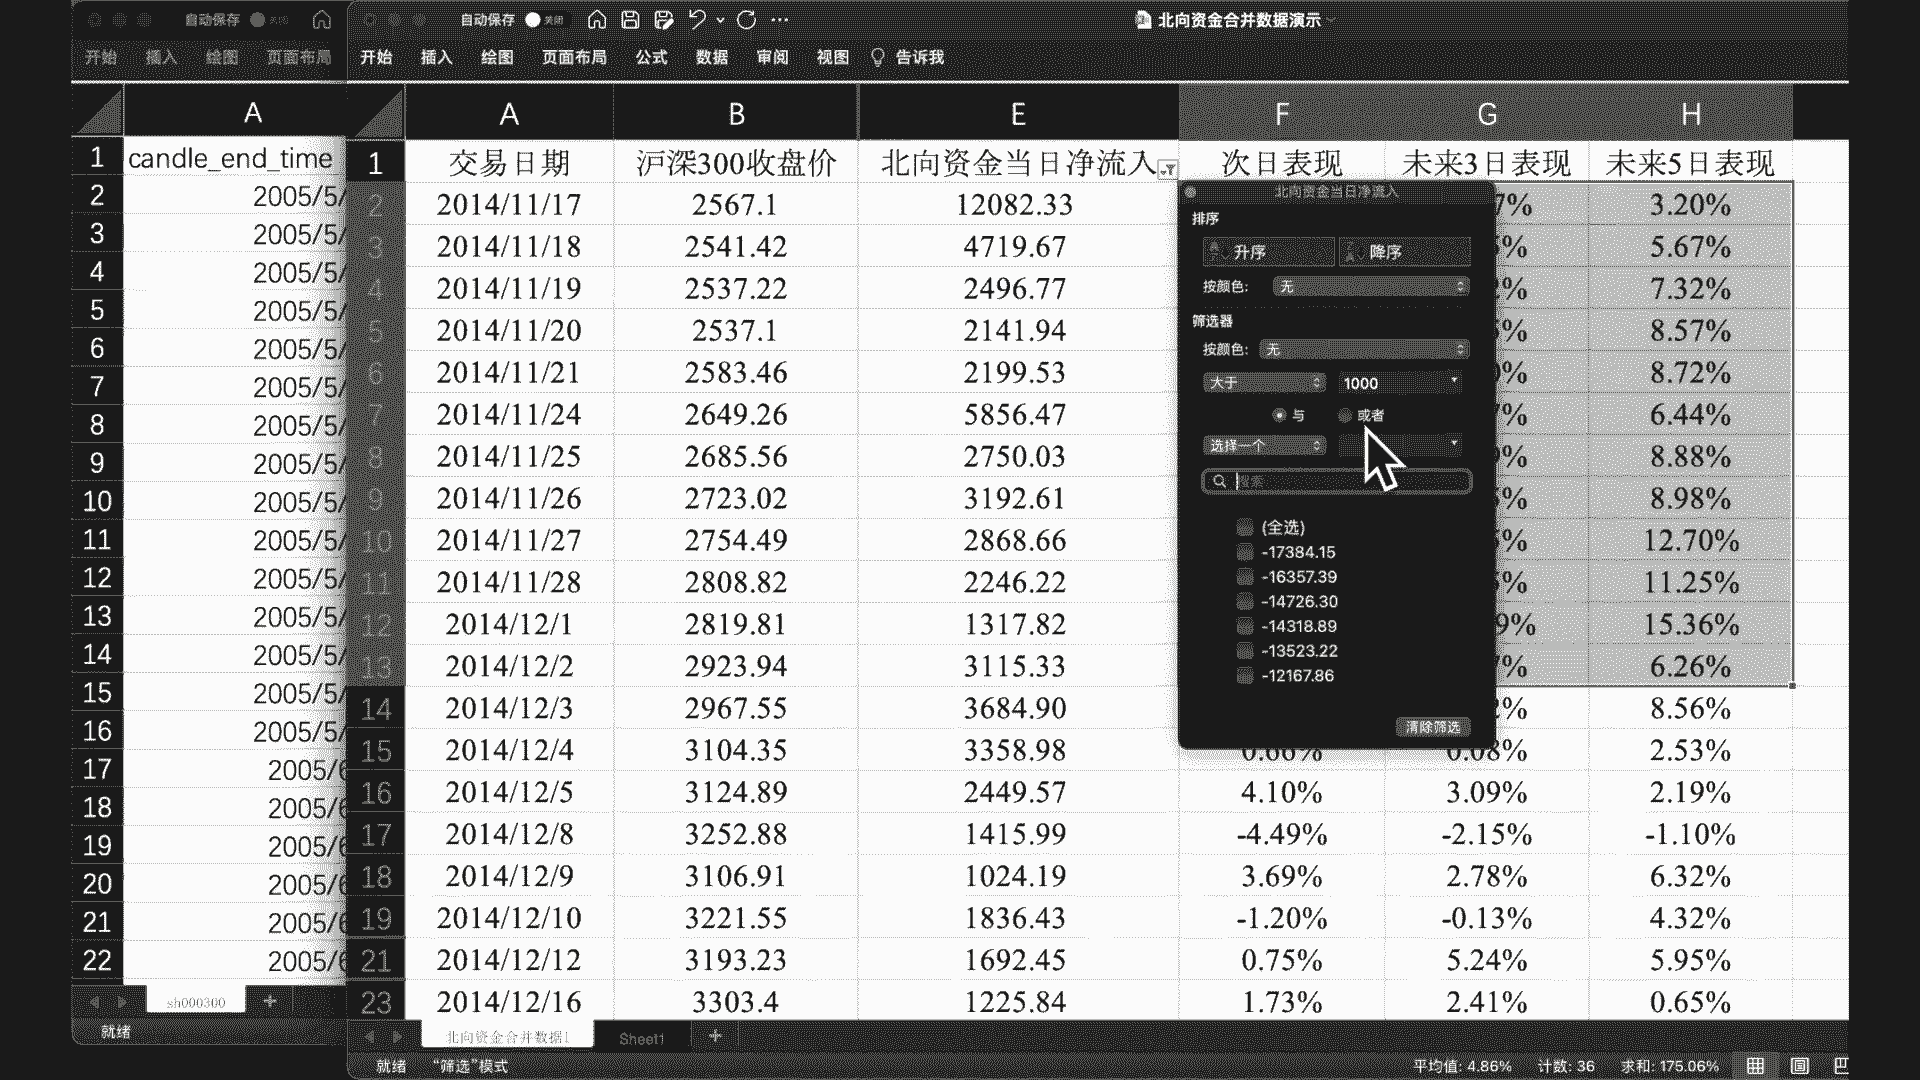 自动保存 关闭
开始 插入 绘图 页面布局
A
1 candle_end_time
2 2005/5/
3 2005/5/
4 2005/5/
5 2005/5/
6 2005/5/
7 2005/5/
8 2005/5/
9 2005/5/
10 2005/5/
11 2005/5/
12 2005/5/
13 2005/5/
14 2005/5/
15 2005/5/
16 2005/5/
17 2005/6
18 2005/6
19 2005/6
20 2005/6
21 2005/6
22 2005/6
sh000300 +
就绪
自动保存 关闭 北向资金合并数据演示
开始 插入 绘图 页面布局 公式 数据 审阅 视图 告诉我
A B E F G H
1 交易日期 沪深300收盘价 北向资金当日净流入 次日表现 未来3日表现 未来5日表现
2 2014/11/17 2567.1 12082.33 7% 3.20%
3 2014/11/18 2541.42 4719.67 % 5.67%
4 2014/11/19 2537.22 2496.77 % 7.32%
5 2014/11/20 2537.1 2141.94 % 8.57%
6 2014/11/21 2583.46 2199.53 % 8.72%
7 2014/11/24 2649.26 5856.47 % 6.44%
8 2014/11/25 2685.56 2750.03 % 8.88%
9 2014/11/26 2723.02 3192.61 % 8.98%
10 2014/11/27 2754.49 2868.66 % 12.70%
11 2014/11/28 2808.82 2246.22 % 11.25%
12 2014/12/1 2819.81 1317.82 9% 15.36%
13 2014/12/2 2923.94 3115.33 % 6.26%
14 2014/12/3 2967.55 3684.90 % 8.56%
15 2014/12/4 3104.35 3358.98 0.66% 0.08% 2.53%
16 2014/12/5 3124.89 2449.57 4.10% 3.09% 2.19%
17 2014/12/8 3252.88 1415.99 -4.49% -2.15% -1.10%
18 2014/12/9 3106.91 1024.19 3.69% 2.78% 6.32%
19 2014/12/10 3221.55 1836.43 -1.20% -0.13% 4.32%
21 2014/12/12 3193.23 1692.45 0.75% 5.24% 5.95%
23 2014/12/16 3303.4 1225.84 1.73% 2.41% 0.65%
北向资金当日净流入
排序
升序 降序
按颜色: 无
筛选器
按颜色: 无
大于 1000
与 或者
选择一个
搜索
(全选)
-17384.15
-16357.39
-14726.30
-14318.89
-13523.22
-12167.86
清除筛选
北向资金合并数据1 Sheet1 +
就绪 “筛选”模式 平均值: 4.86% 计数: 36 求和: 175.06%